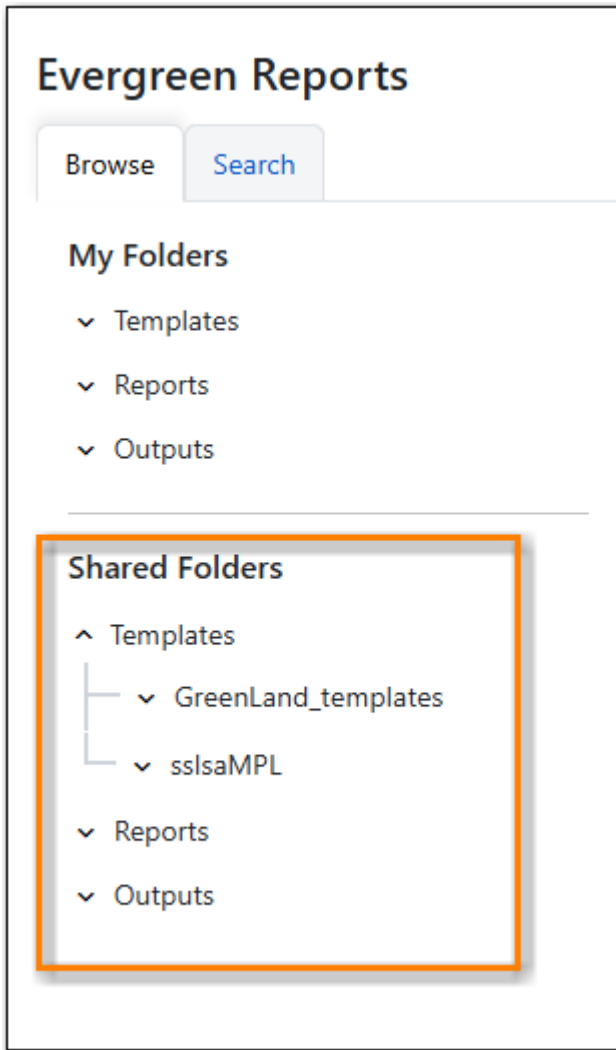 Evergreen Reports
Browse Search
My Folders
Templates
Reports
Outputs
Shared Folders
Templates
GreenLand_templates
sslsaMPL
Reports
Outputs